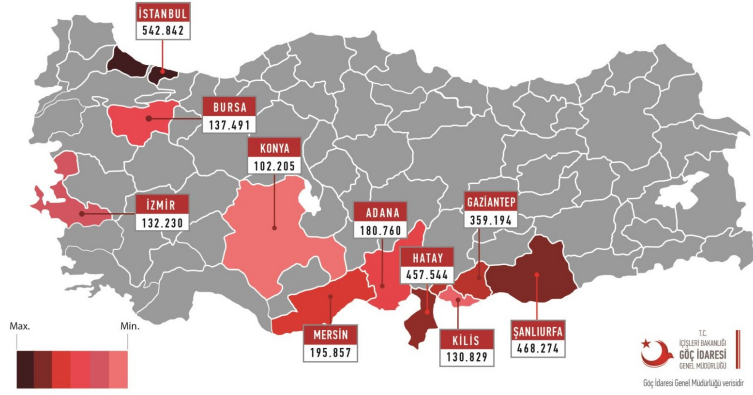 İSTANBUL
542.842
BURSA
137.491
KONYA
102.205
İZMİR
132.230
ADANA
180.760
GAZİANTEP
359.194
HATAY
457.544
MERSİN
195.857
KİLİS
130.829
ŞANLIURFA
468.274
Max.
Min.
T.C.
İÇİŞLERİ BAKANLIĞI
GÖÇ İDARESİ
GENEL MÜDÜRLÜĞÜ
Göç İdaresi Genel Müdürlüğü verisidir